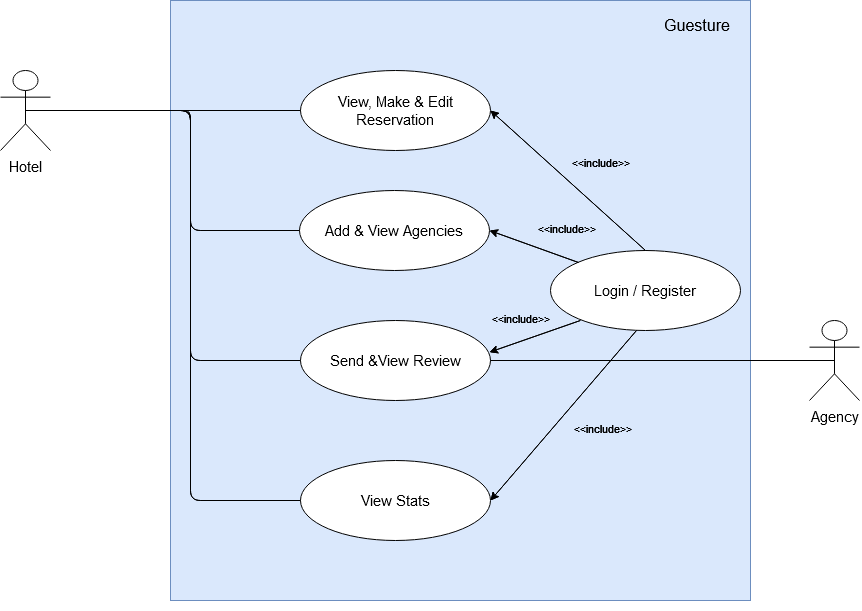 Guesture
View, Make & Edit
Reservation
Hotel
<<include>>
Add & View Agencies
<<include>>
Login / Register
<<include>>
Send &View Review
Agency
<<include>>
View Stats